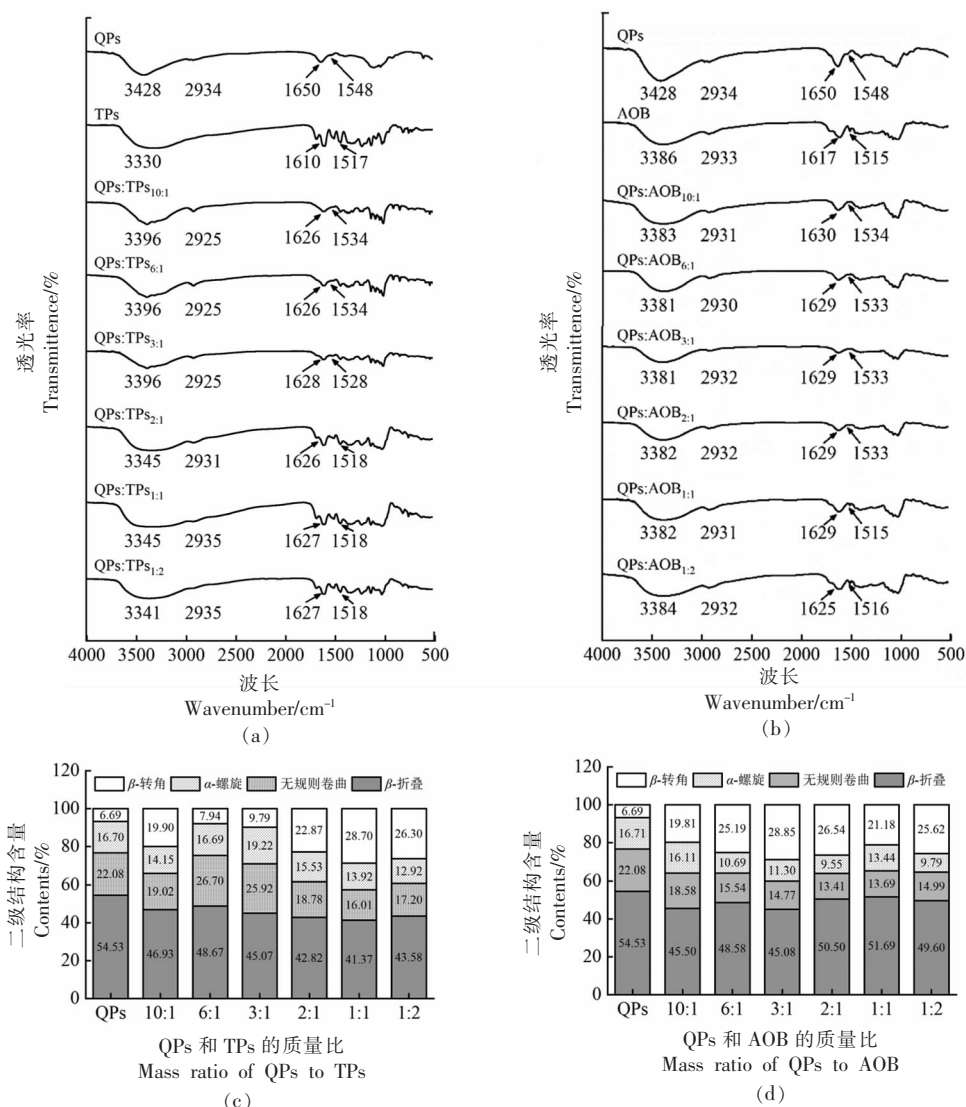 QPs
3428 2934 1650 1548
TPs
3330 1610 1517
QPs:TPs10:1
3396 2925 1626 1534
QPs:TPs6:1
3396 2925 1626 1534
QPs:TPs3:1
3396 2925 1628 1528
QPs:TPs2:1
3345 2931 1626 1518
QPs:TPs1:1
3345 2935 1627 1518
QPs:TPs1:2
3341 2935 1627 1518
透光率
Transmittence/%
4000 3500 3000 2500 2000 1500 1000 500
波长
Wavenumber/cm⁻¹
(a)
QPs
3428 2934 1650 1548
AOB
3386 2933 1617 1515
QPs:AOB10:1
3383 2931 1630 1534
QPs:AOB6:1
3381 2930 1629 1533
QPs:AOB3:1
3381 2932 1629 1533
QPs:AOB2:1
3382 2932 1629 1533
QPs:AOB1:1
3382 2931 1629 1515
QPs:AOB1:2
3384 2932 1625 1516
透光率
Transmittence/%
4000 3500 3000 2500 2000 1500 1000 500
波长
Wavenumber/cm⁻¹
(b)
β-转角 α-螺旋 无规则卷曲 β-折叠
120
100
80
60
40
20
0
二级结构含量
Contents/%
6.69 19.90 7.94 9.79 22.87 28.70 26.30
16.70 14.15 16.69 19.22 15.53 13.92 12.92
22.08 19.02 26.70 25.92 18.78 16.01 17.20
54.53 46.93 48.67 45.07 42.82 41.37 43.58
QPs 10:1 6:1 3:1 2:1 1:1 1:2
QPs 和 TPs 的质量比
Mass ratio of QPs to TPs
(c)
β-转角 α-螺旋 无规则卷曲 β-折叠
120
100
80
60
40
20
0
二级结构含量
Contents/%
6.69 19.81 25.19 28.85 26.54 21.18 25.62
16.71 16.11 10.69 11.30 9.55 13.44 9.79
22.08 18.58 15.54 14.77 13.41 13.69 14.99
54.53 45.50 48.58 45.08 50.50 51.69 49.60
QPs 10:1 6:1 3:1 2:1 1:1 1:2
QPs 和 AOB 的质量比
Mass ratio of QPs to AOB
(d)